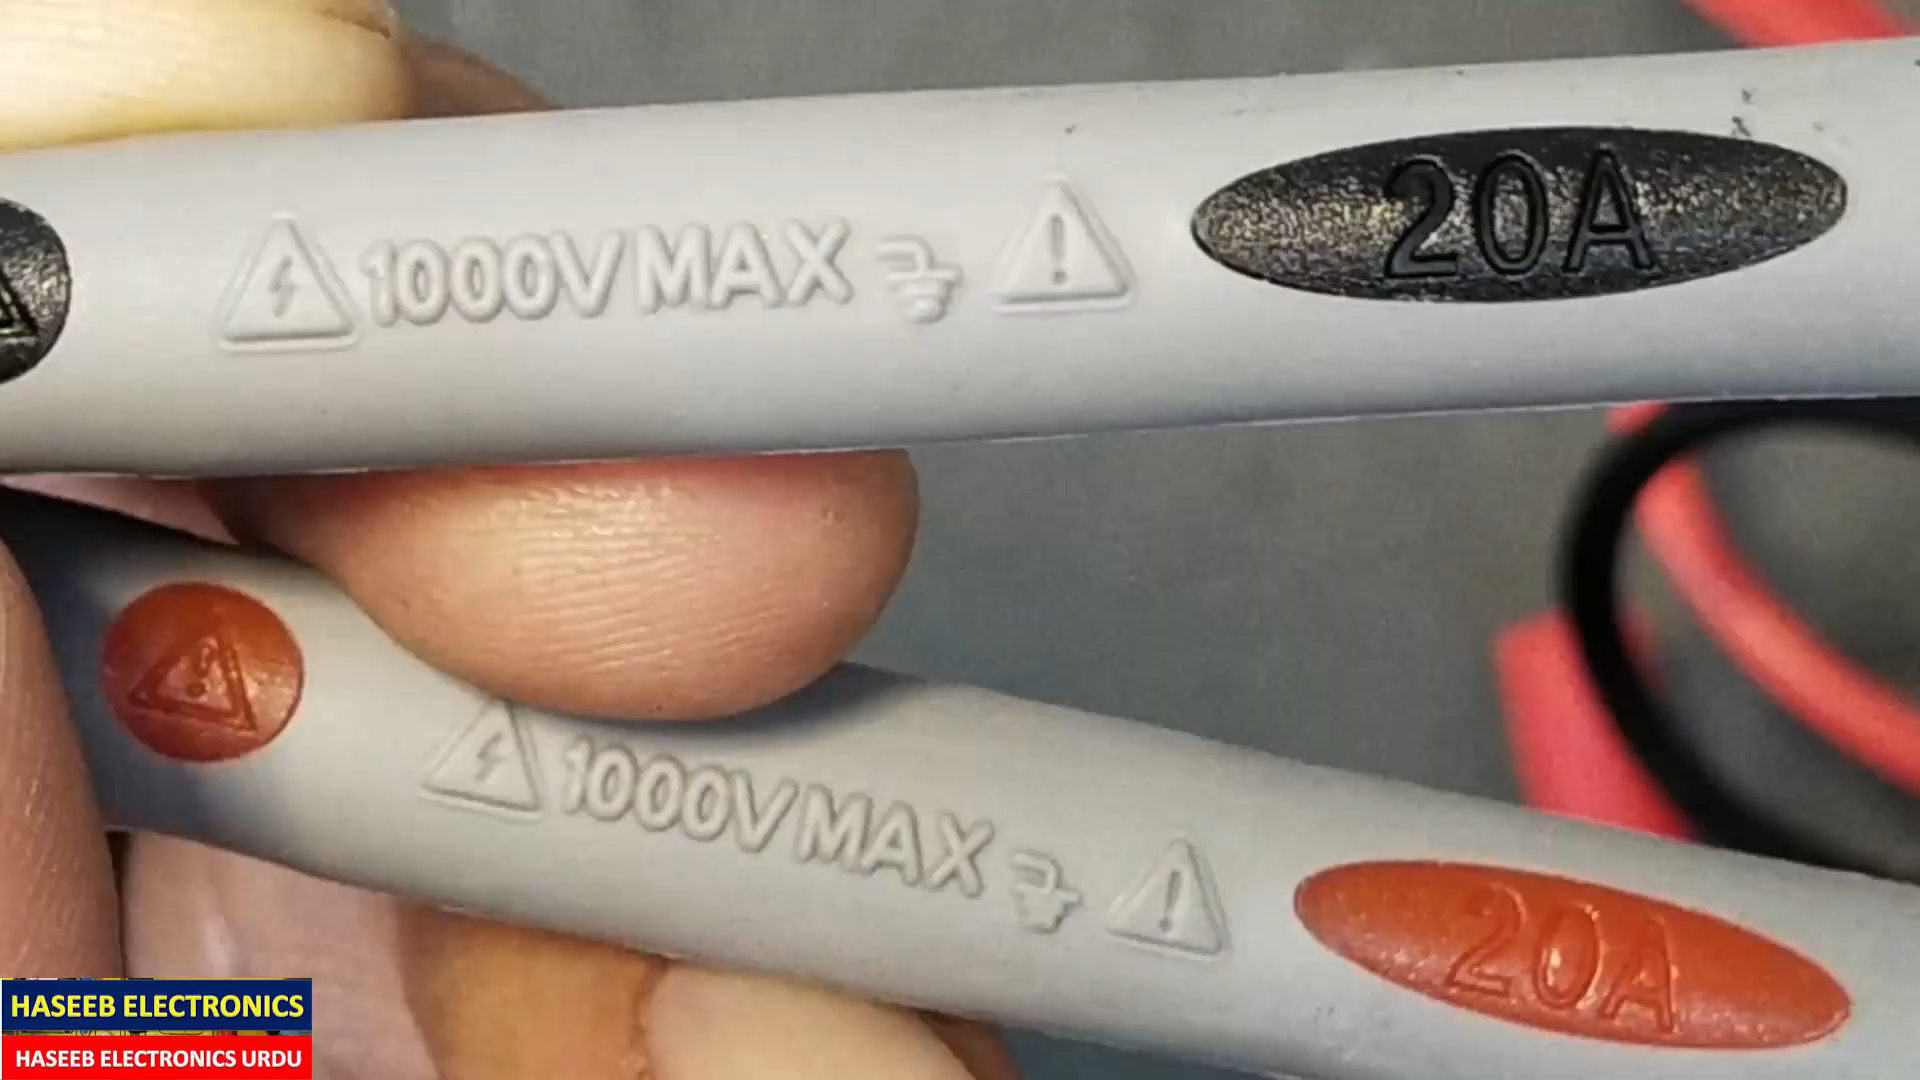 1000V MAX
20A
1000V MAX
20A
HASEEB ELECTRONICS
HASEEB ELECTRONICS URDU